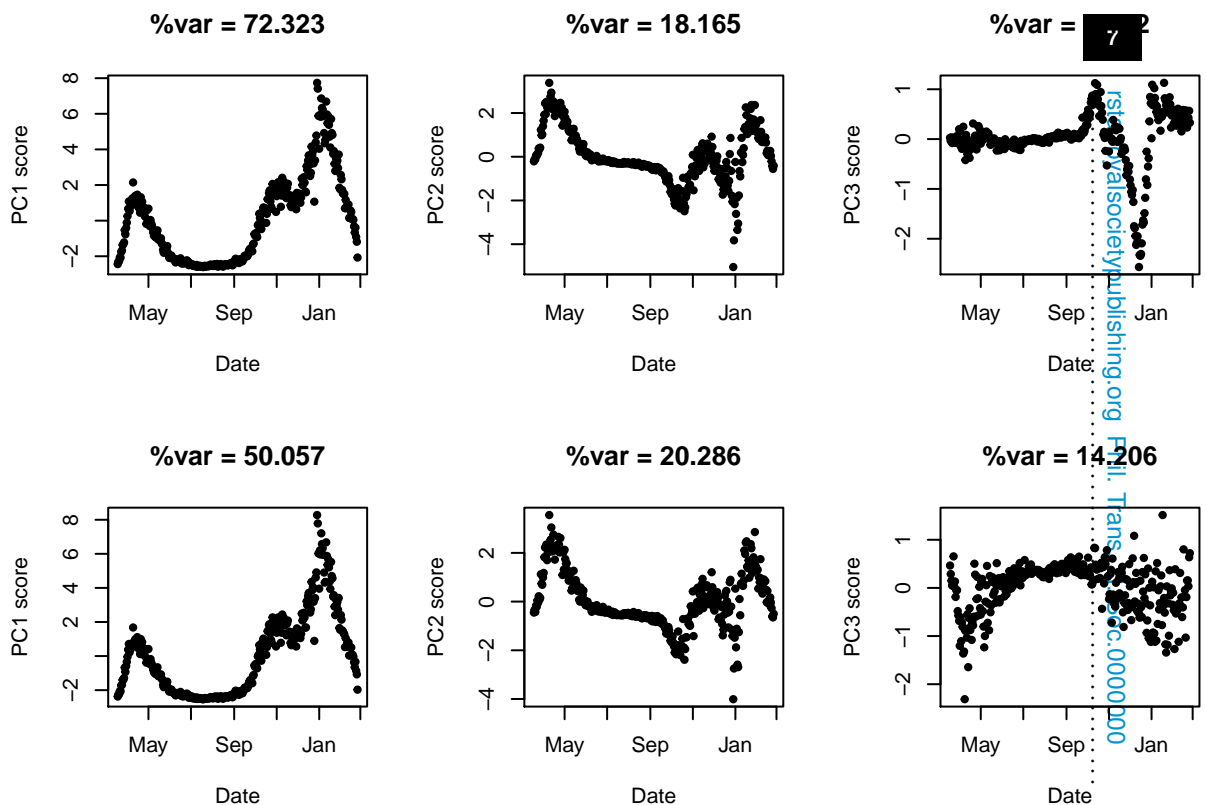 %var = 72.323
%var = 18.165
%var =
2
7
8
6
4
2
−2
PC1 score
May
Sep
Jan
Date
2
0
−2
−4
PC2 score
May
Sep
Jan
Date
1
0
−1
−2
PC3 score
May
Sep
Jan
Date
%var = 50.057
%var = 20.286
%var = 14.206
8
6
4
2
−2
PC1 score
May
Sep
Jan
Date
2
0
−2
−4
PC2 score
May
Sep
Jan
Date
1
0
−1
−2
PC3 score
May
Sep
Jan
Date
Phil. Trans.